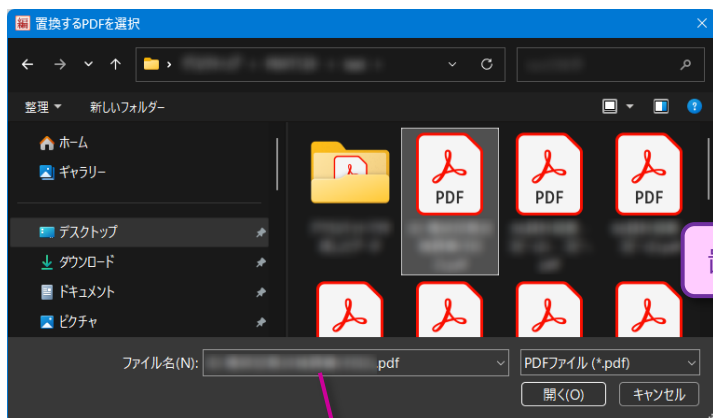 編 置換するPDFを選択
整理 新しいフォルダー
ホーム
ギャラリー
デスクトップ
ダウンロード
ドキュメント
ピクチャ
PDF
PDF
PDF
ファイル名(N): .pdf
PDFファイル (*.pdf)
開く(O) キャンセル